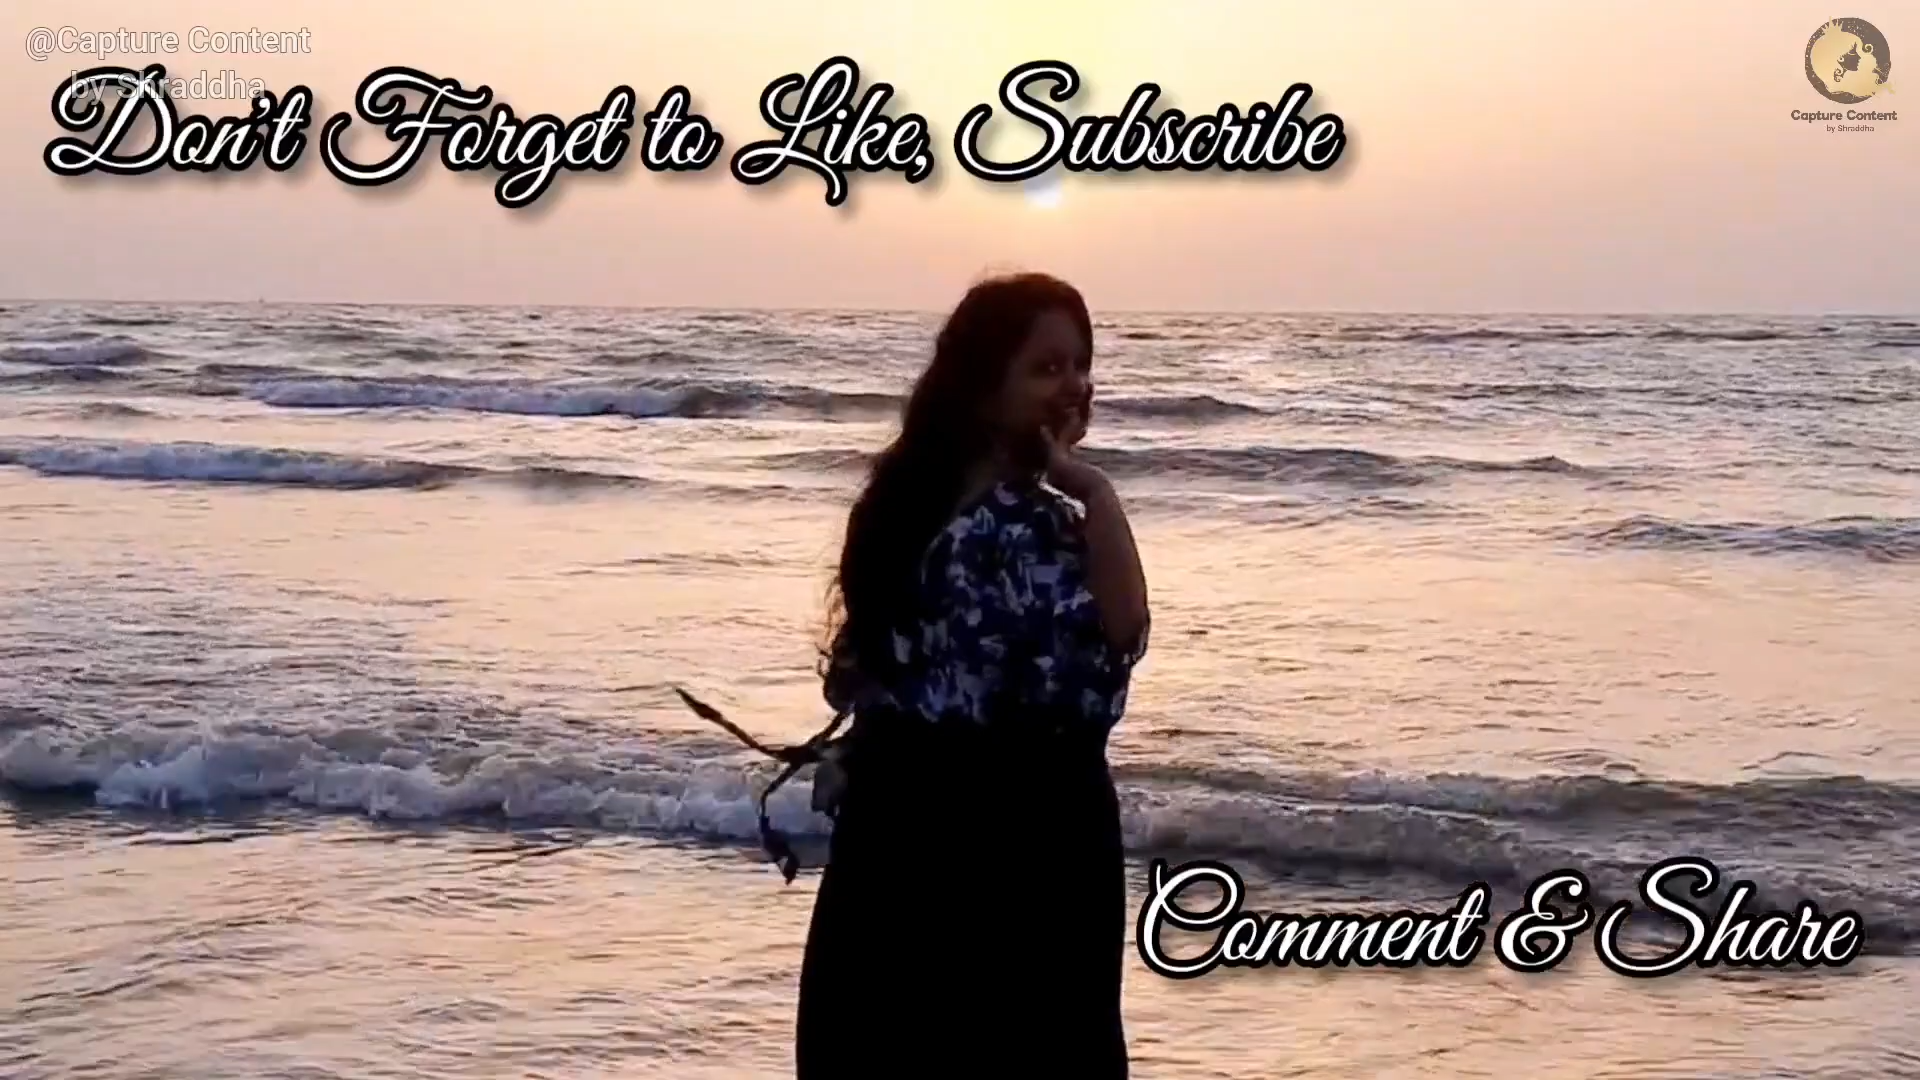 @Capture Content
by Shraddha
Don't Forget to Like, Subscribe
Capture Content
by Shraddha
Comment & Share